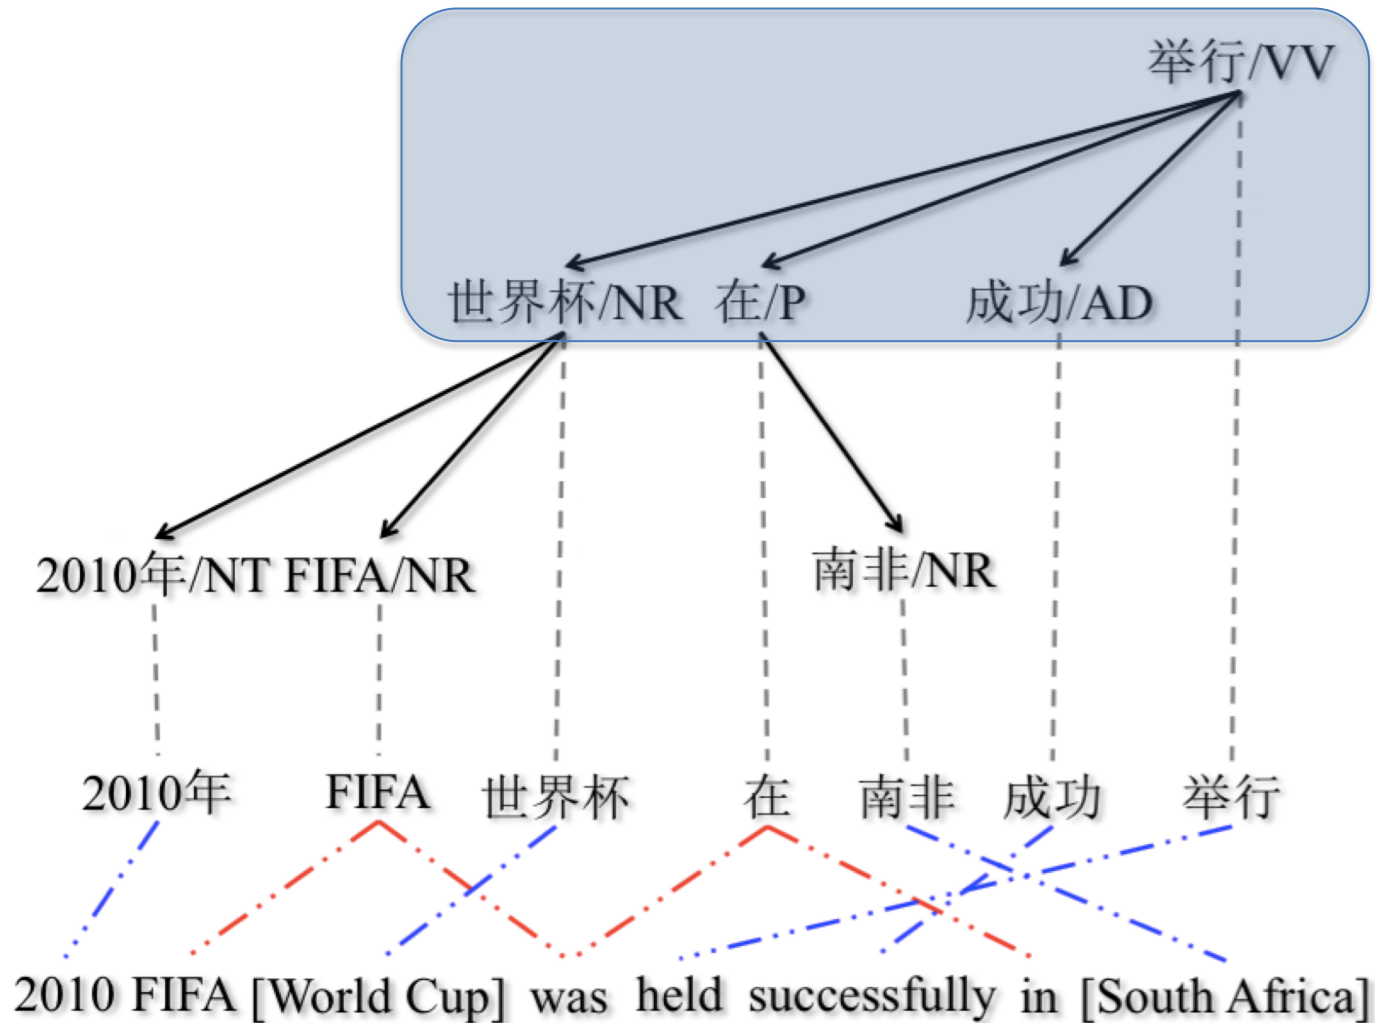 举行/VV
世界杯/NR 在/P 成功/AD
2010年/NT FIFA/NR 南非/NR
2010年 FIFA 世界杯 在 南非 成功 举行
2010 FIFA [World Cup] was held successfully in [South Africa]